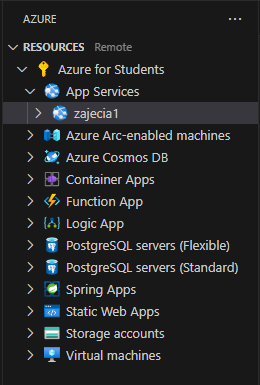 AZURE
RESOURCES Remote
Azure for Students
App Services
zajecia1
Azure Arc-enabled machines
Azure Cosmos DB
Container Apps
Function App
Logic App
PostgreSQL servers (Flexible)
PostgreSQL servers (Standard)
Spring Apps
Static Web Apps
Storage accounts
Virtual machines